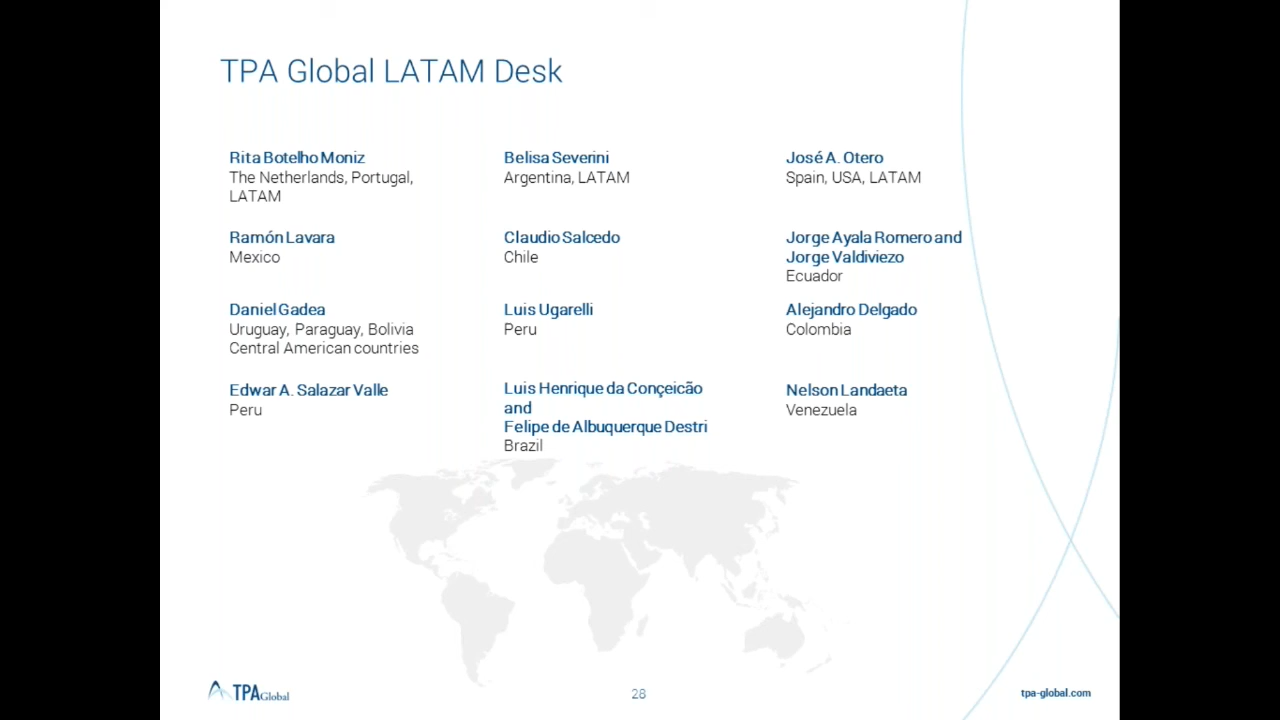 TPA Global LATAM Desk
Rita Botelho Moniz
The Netherlands, Portugal,
LATAM
Belisa Severini
Argentina, LATAM
José A. Otero
Spain, USA, LATAM
Ramón Lavara
Mexico
Claudio Salcedo
Chile
Jorge Ayala Romero and
Jorge Valdiviezo
Ecuador
Daniel Gadea
Uruguay, Paraguay, Bolivia
Central American countries
Luis Ugarelli
Peru
Alejandro Delgado
Colombia
Edwar A. Salazar Valle
Peru
Luis Henrique da Conçeicão
and
Felipe de Albuquerque Destri
Brazil
Nelson Landaeta
Venezuela
TPA Global
28
tpa-global.com